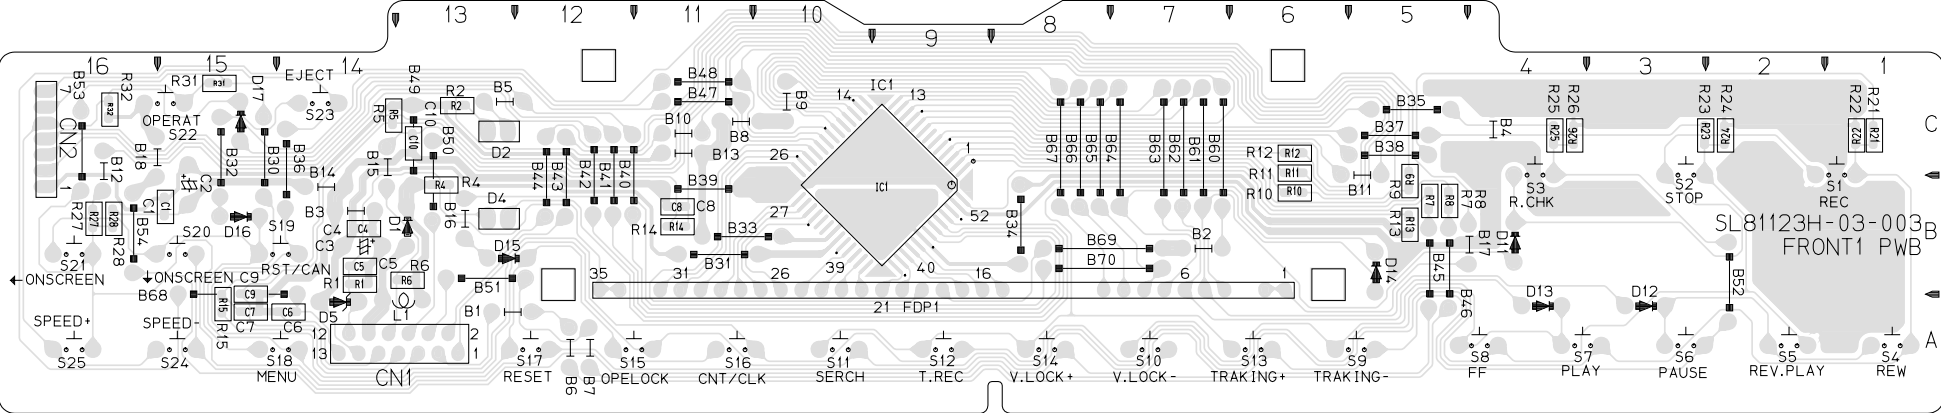 13 12 11 10 9 8 7 6 5
16 15 14 4 3 2 1
B53 R32 R31 R31 D17 EJECT B49 R2 R2 B5 B48 B47 B9 IC1 14 13 B35 R25 R26 R23 R24 R22 R21
7 R32 OPERAT S22 S23 R5 R5 C10 C10 B50 D2 B10 B8 B37 B4 R25 R26 R23 R24 R22 R21 C
CN2 B18 B32 B30 B36 B15 B44 B43 B42 B41 B40 B13 26 1 B67 B66 B65 B64 B63 B62 B61 B60 R12 R12 B38
1 B12 C2 B14 R4 R4 B39 IC1 R11 R11 B11 R9 R9 S3 S2 S1
R10 R10 R.CHK STOP REC
R27 R27 R28 R28 C1 C1 D16 S19 B3 C4 C4 D1 B16 D4 C8 C8 27 52 B34 R13 R13 R7 R7 R8 R8
B54 S20 C3 R14 R14 B33 B69 B2 B17 D11 SL81123H-03-003 B
S21 RST/CAN C5 C5 R6 R6 D15 B31 39 40 B70 D14 B45 FRONT1 PWB
ONSCREEN ONSCREEN C9 R1 R1 B51 35 31 26 16 6 1 B52
B68 R15 C9 C7 C6 D5 L1 B1 21 FDP1 B46 D13 D12
SPEED+ SPEED- R15 C7 C6 12 2
S25 S24 S18 13 1 S17 S15 S16 S11 S12 S14 S10 S13 S9 S8 S7 S6 S5 S4 A
MENU CN1 RESET B6 B7 OPELOCK CNT/CLK SERCH T.REC V.LOCK+ V.LOCK- TRAKING+ TRAKING- FF PLAY PAUSE REV.PLAY REW